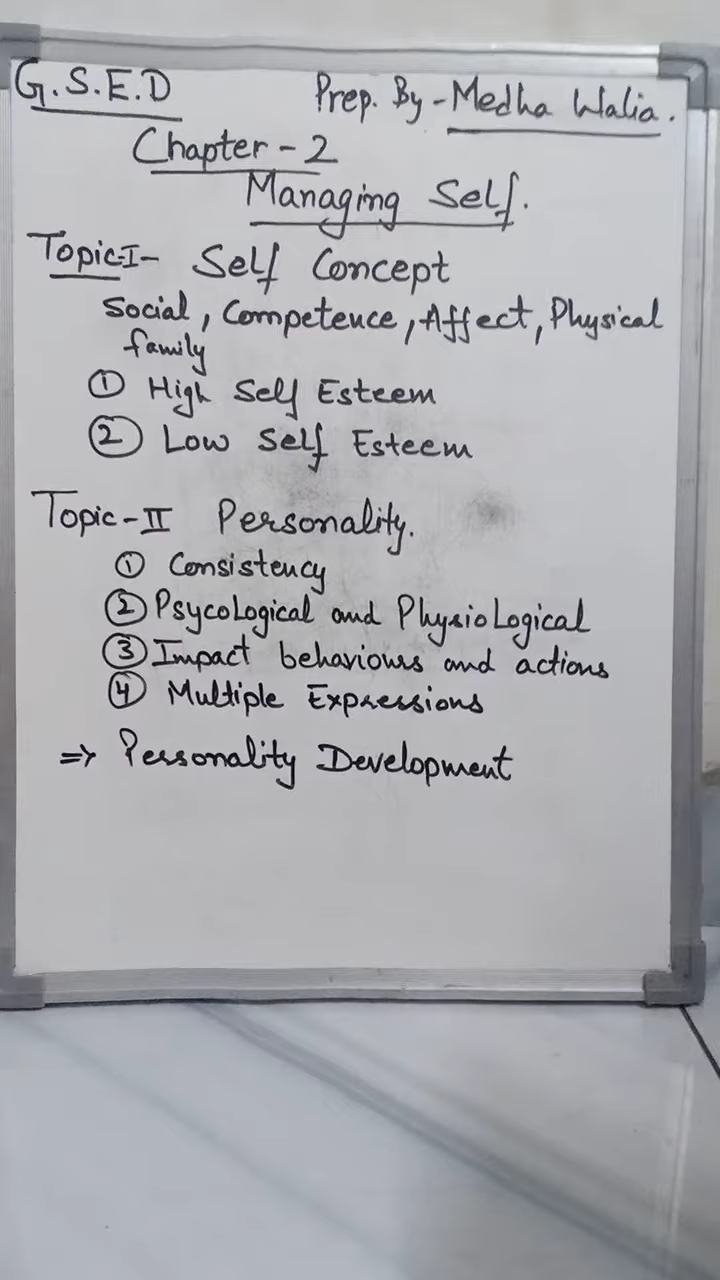 G.S.E.D Prep. By - Medha Walia.
Chapter - 2
Managing Self.
Topic-I- Self Concept
Social, Competence, Affect, Physical
family
① High Self Esteem
② Low Self Esteem
Topic-II Personality.
① Consistency
② Psycological and Physiological
③ Impact behaviours and actions
④ Multiple Expressions
⇒ Personality Development